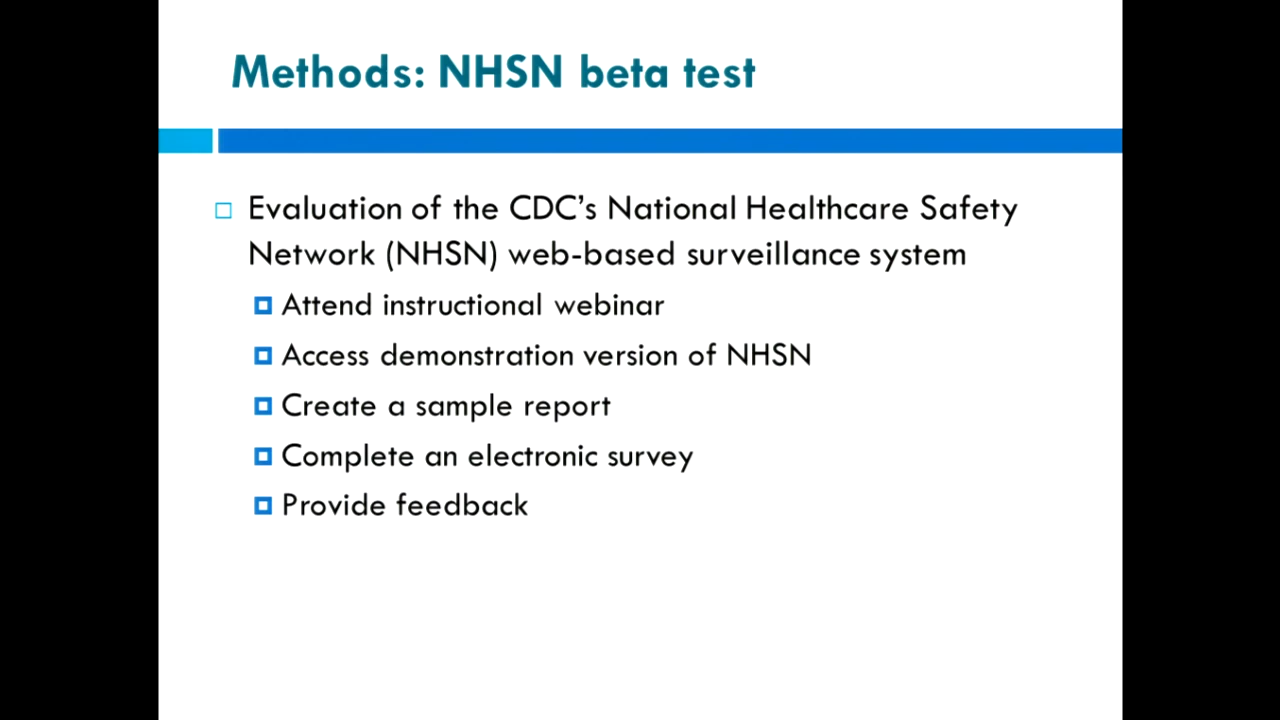 Methods: NHSN beta test
Evaluation of the CDC's National Healthcare Safety
Network (NHSN) web-based surveillance system
Attend instructional webinar
Access demonstration version of NHSN
Create a sample report
Complete an electronic survey
Provide feedback